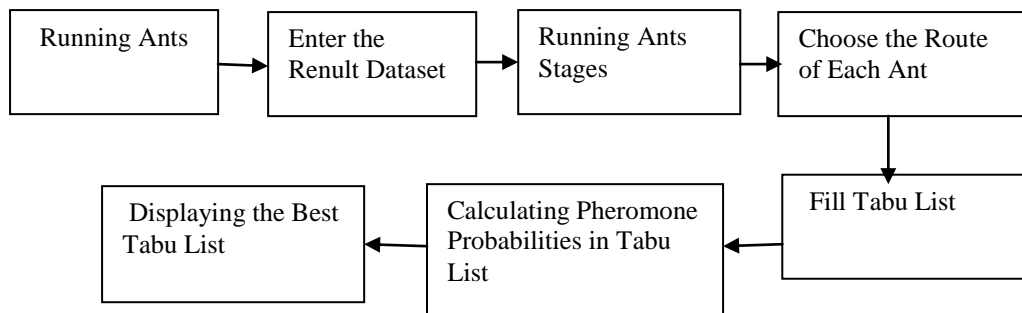 Running Ants
Enter the
Renult Dataset
Running Ants
Stages
Choose the Route
of Each Ant
Fill Tabu List
Calculating Pheromone
Probabilities in Tabu
List
Displaying the Best
Tabu List